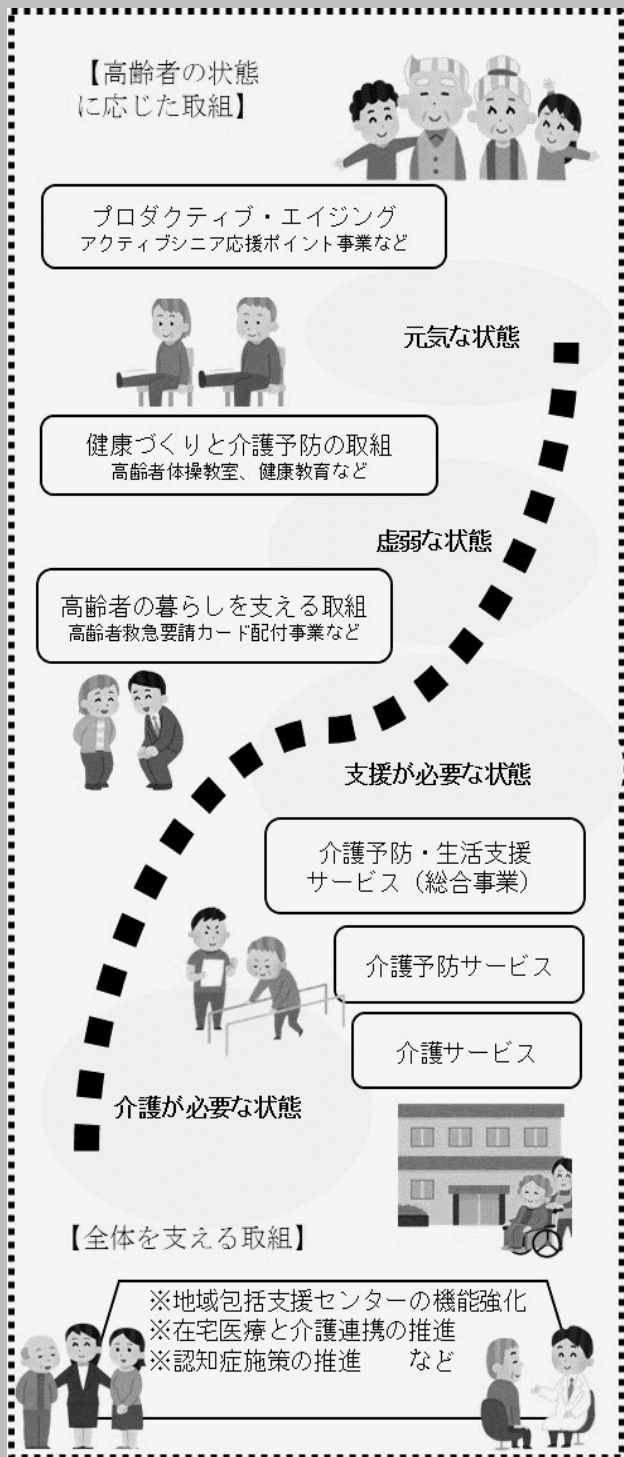 【高齢者の状態
に応じた取組】
プロダクティブ・エイジング
アクティブシニア応援ポイント事業など
元気な状態
健康づくりと介護予防の取組
高齢者体操教室、健康教育など
虚弱な状態
高齢者の暮らしを支える取組
高齢者救急要請カード配付事業など
支援が必要な状態
介護予防・生活支援
サービス（総合事業）
介護予防サービス
介護サービス
介護が必要な状態
【全体を支える取組】
※地域包括支援センターの機能強化
※在宅医療と介護連携の推進
※認知症施策の推進　　など